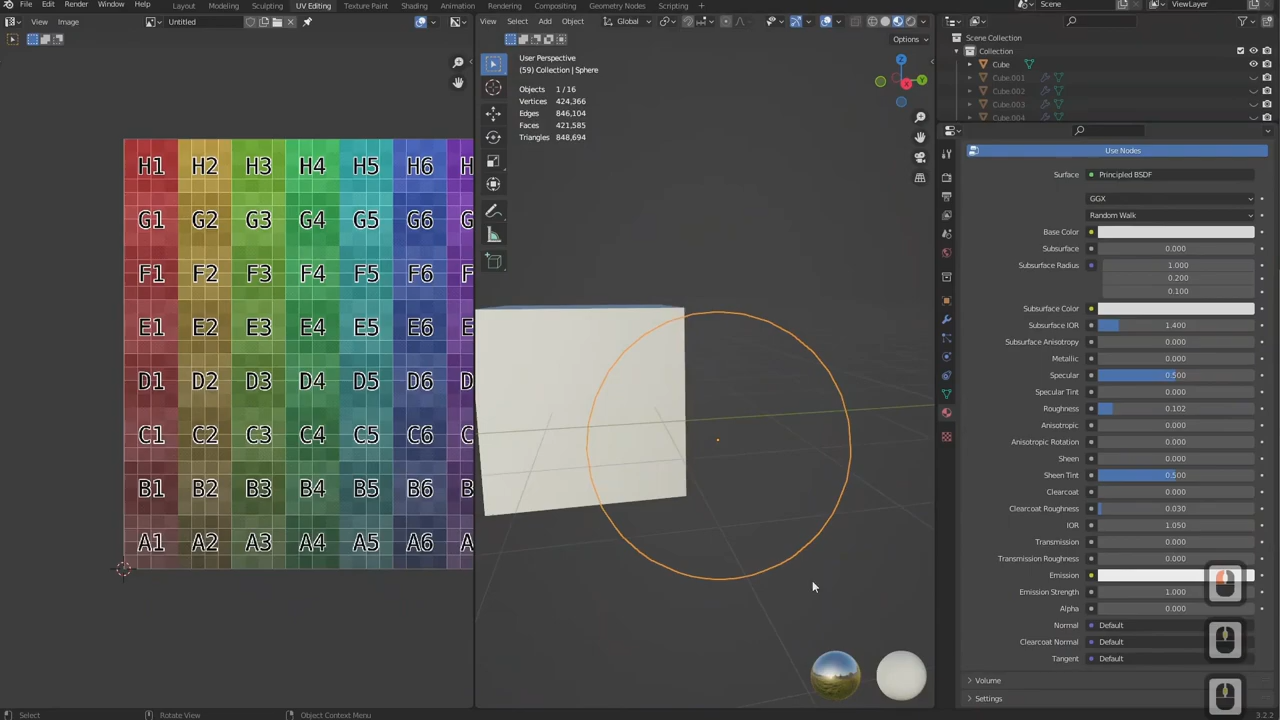 File Edit Render Window Help Layout Modeling Sculpting UV Editing Texture Paint Shading Animation Rendering Compositing Geometry Nodes Scripting Scene ViewLayer
View Image Untitled View Select Add Object Global
Options
Scene Collection
Collection
Cube
Cube.001
Cube.002
Cube.003
Cube.004
User Perspective
(59) Collection | Sphere
Objects 1 / 16
Vertices 424,366
Edges 846,104
Faces 421,585
Triangles 848,694
Z
Y
X
H1 H2 H3 H4 H5 H6 H
G1 G2 G3 G4 G5 G6 G
F1 F2 F3 F4 F5 F6 F
E1 E2 E3 E4 E5 E6 E
D1 D2 D3 D4 D5 D6 D
C1 C2 C3 C4 C5 C6 C
B1 B2 B3 B4 B5 B6 B
A1 A2 A3 A4 A5 A6 A
Use Nodes
Surface Principled BSDF
GGX
Random Walk
Base Color
Subsurface 0.000
Subsurface Radius 1.000
0.200
0.100
Subsurface Color
Subsurface IOR 1.400
Subsurface Anisotropy 0.000
Metallic 0.000
Specular 0.500
Specular Tint 0.000
Roughness 0.102
Anisotropic 0.000
Anisotropic Rotation 0.000
Sheen 0.000
Sheen Tint 0.500
Clearcoat 0.000
Clearcoat Roughness 0.030
IOR 1.050
Transmission 0.000
Transmission Roughness 0.000
Emission
Emission Strength 1.000
Alpha 0.000
Normal Default
Clearcoat Normal Default
Tangent Default
Volume
Settings
Select Rotate View Object Context Menu 3.2.2